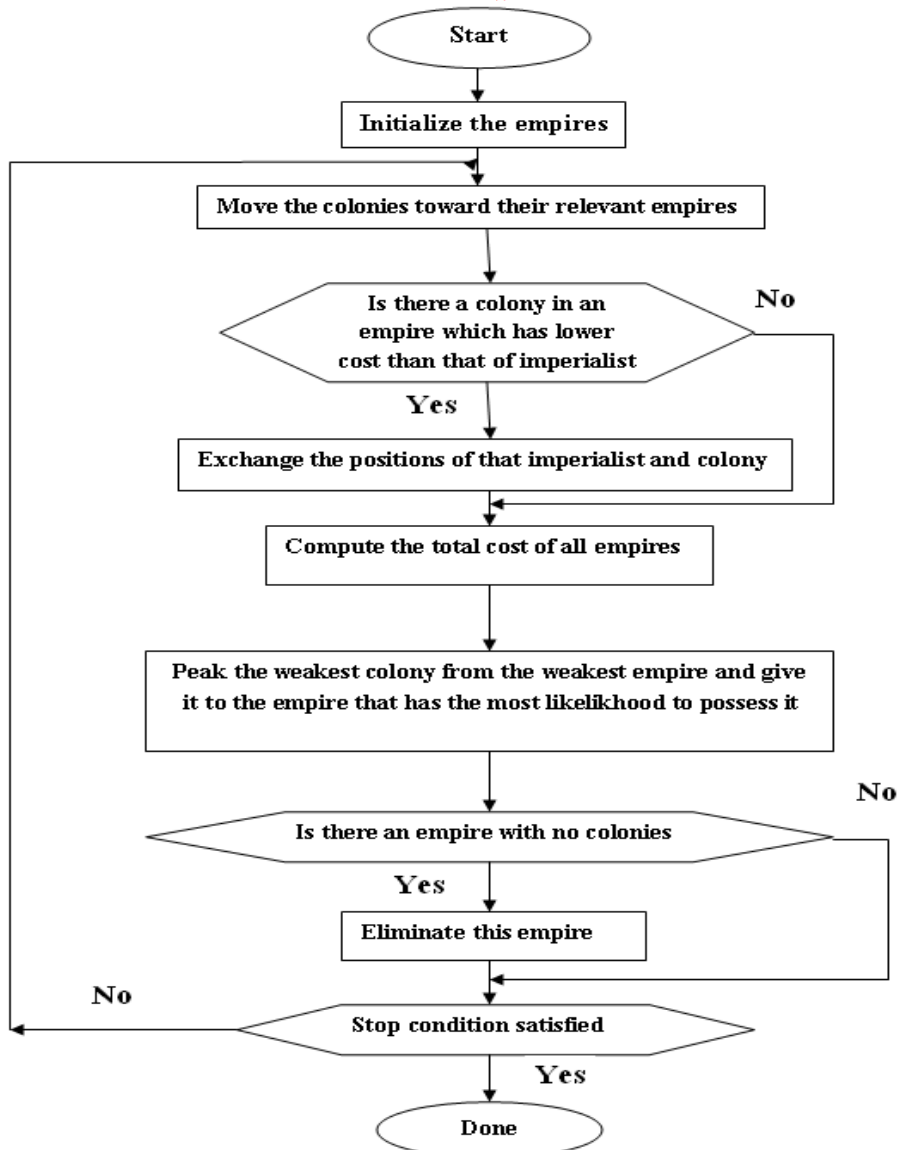 Start
Initialize the empires
Move the colonies toward their relevant empires
Is there a colony in an
empire which has lower
cost than that of imperialist
No
Yes
Exchange the positions of that imperialist and colony
Compute the total cost of all empires
Peak the weakest colony from the weakest empire and give
it to the empire that has the most likelikhood to possess it
No
Is there an empire with no colonies
Yes
Eliminate this empire
No
Stop condition satisfied
Yes
Done